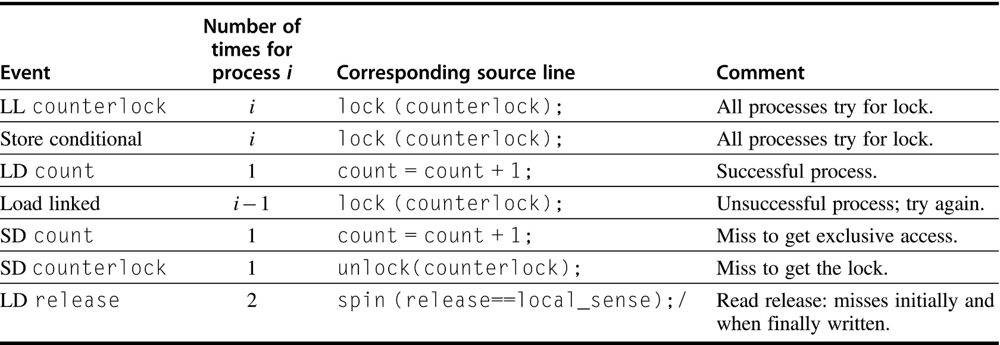 Event Number of times for process i Corresponding source line Comment
LL counterlock i lock (counterlock); All processes try for lock.
Store conditional i lock (counterlock); All processes try for lock.
LD count 1 count = count + 1; Successful process.
Load linked i − 1 lock (counterlock); Unsuccessful process; try again.
SD count 1 count = count + 1; Miss to get exclusive access.
SD counterlock 1 unlock(counterlock); Miss to get the lock.
LD release 2 spin (release==local_sense);/ Read release: misses initially and
when finally written.